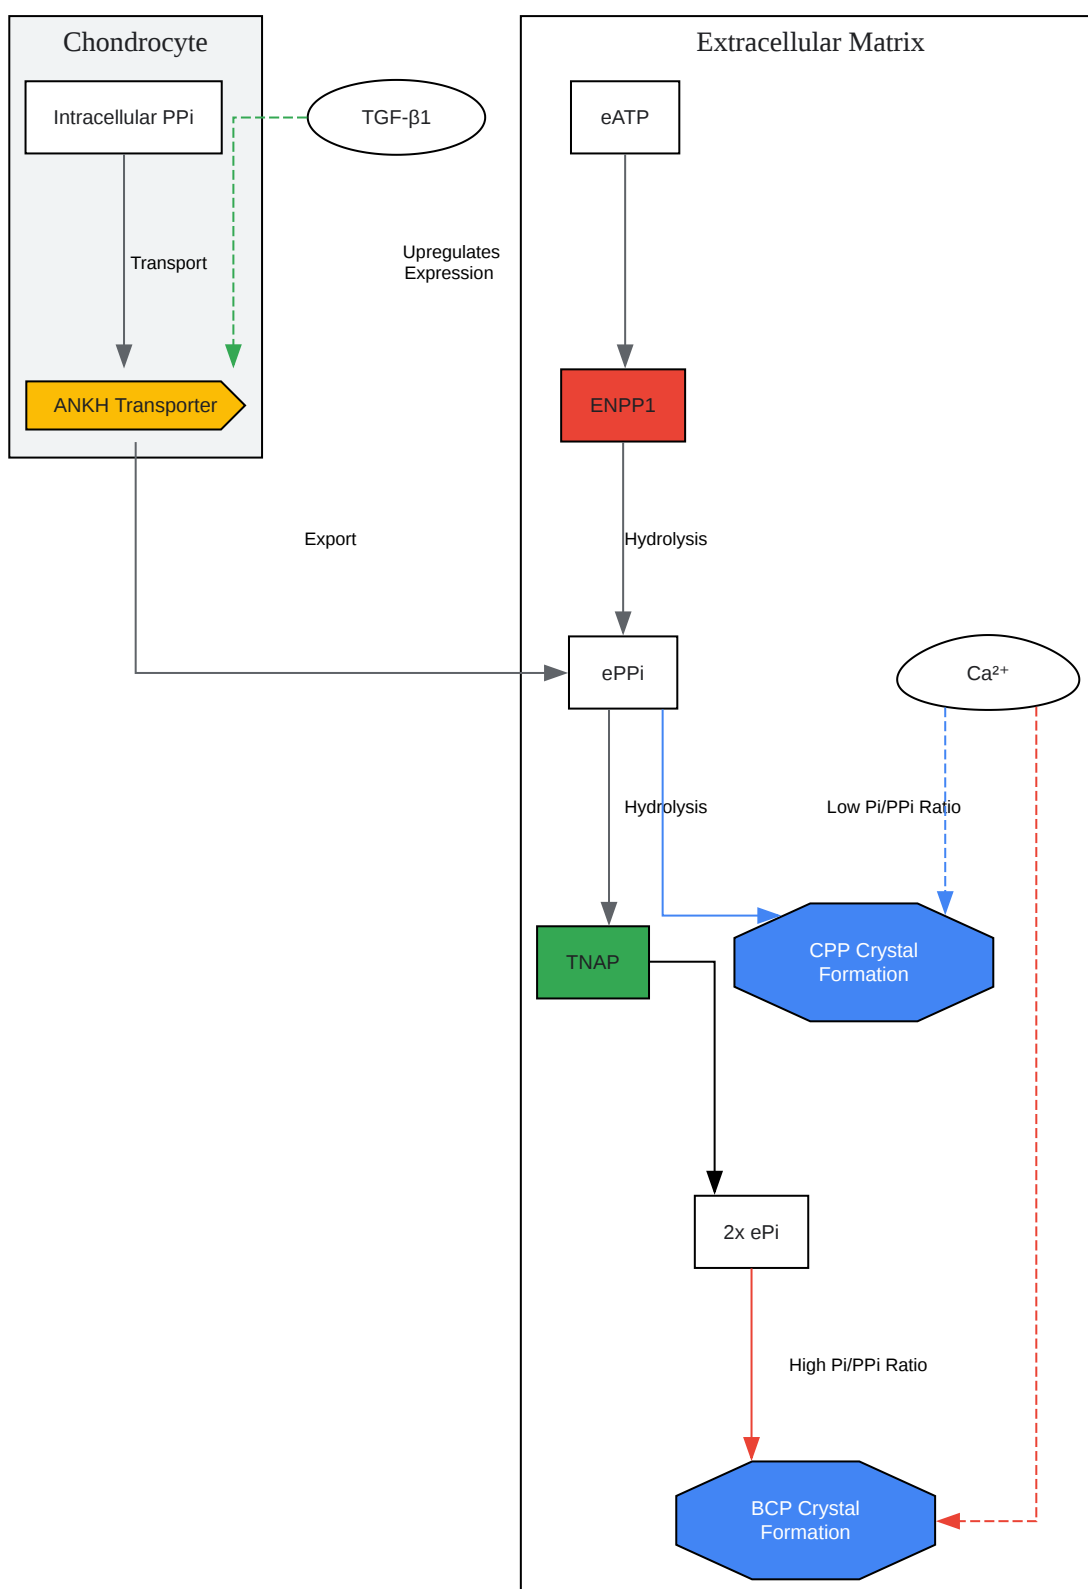 Chondrocyte
Extracellular Matrix
Intracellular PPi
TGF-β1
eATP
Transport
Upregulates
Expression
ANKH Transporter
ENPP1
Export
Hydrolysis
ePPi
Ca²⁺
Hydrolysis
Low Pi/PPi Ratio
CPP Crystal
Formation
TNAP
2x ePi
High Pi/PPi Ratio
BCP Crystal
Formation